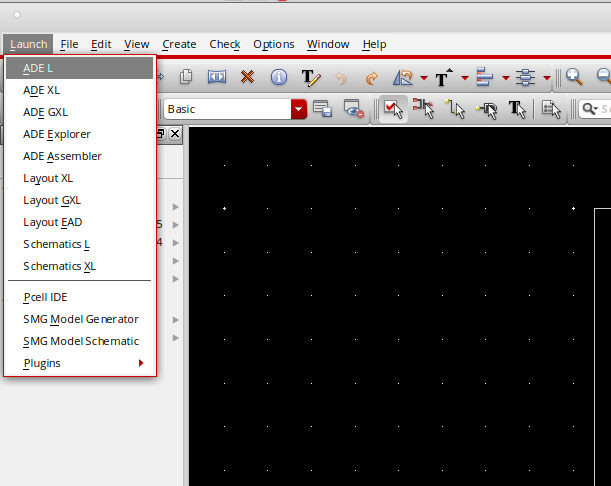 Launch File Edit View Create Check Options Window Help
ADE L
ADE XL
ADE GXL
ADE Explorer
ADE Assembler
Layout XL
Layout GXL
Layout EAD
Schematics L
Schematics XL
Pcell IDE
SMG Model Generator
SMG Model Schematic
Plugins
Basic
5
4